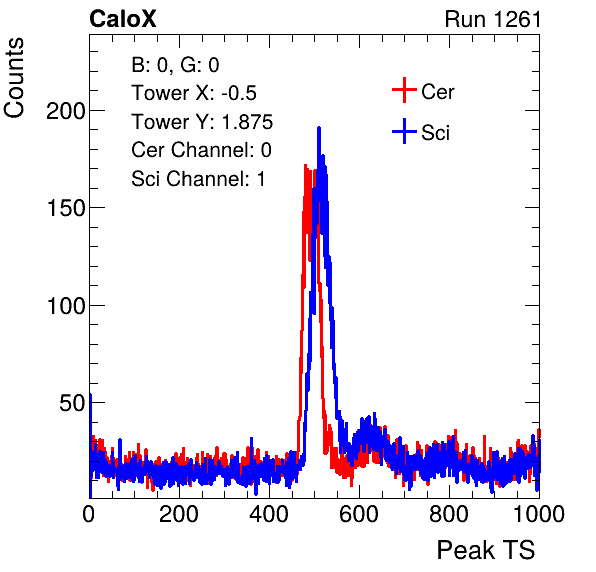 CaloX Run 1261
Counts
B: 0, G: 0
Tower X: -0.5
Tower Y: 1.875
Cer Channel: 0
Sci Channel: 1
Cer
Sci
200
150
100
50
0 200 400 600 800 1000
Peak TS